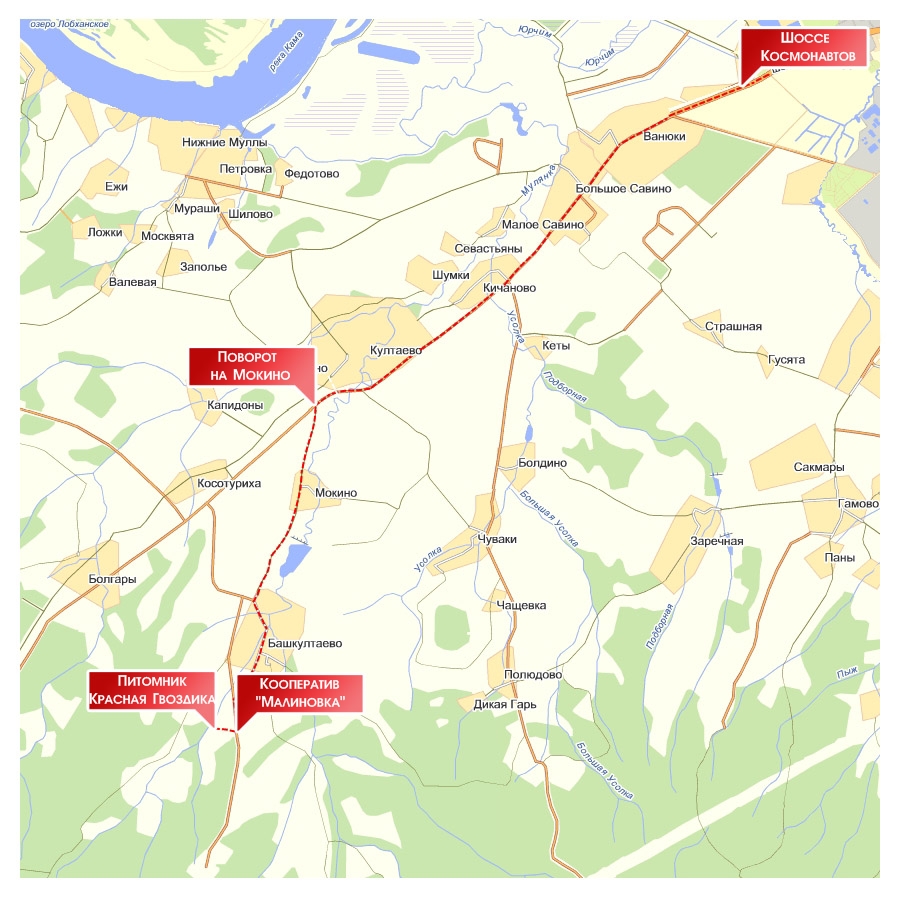 озеро Лобханское
река Кама
Юрчим
Юрчим
Шоссе
Космонавтов
Ванюки
Нижние Муллы
Петровка
Федотово
Ежи
Мулянка
Большое Савино
Мураши
Шилово
Малое Савино
Ложки
Москвята
Севастьяны
Заполье
Шумки
Валевая
Кичаново
Усолка
Страшная
Кеты
Култаево
Гусята
Поворот
на Мокино
но
Подборная
Капидоны
Болдино
Сакмары
Косотуриха
Мокино
Гамово
Большая Усолка
Чуваки
Заречная
Усолка
Паны
Болгары
Чащевка
Подборная
Башкултаево
Полюдово
Пыж
Питомник
Красная Гвоздика
Кооператив
"Малиновка"
Дикая Гарь
Большая Усолка